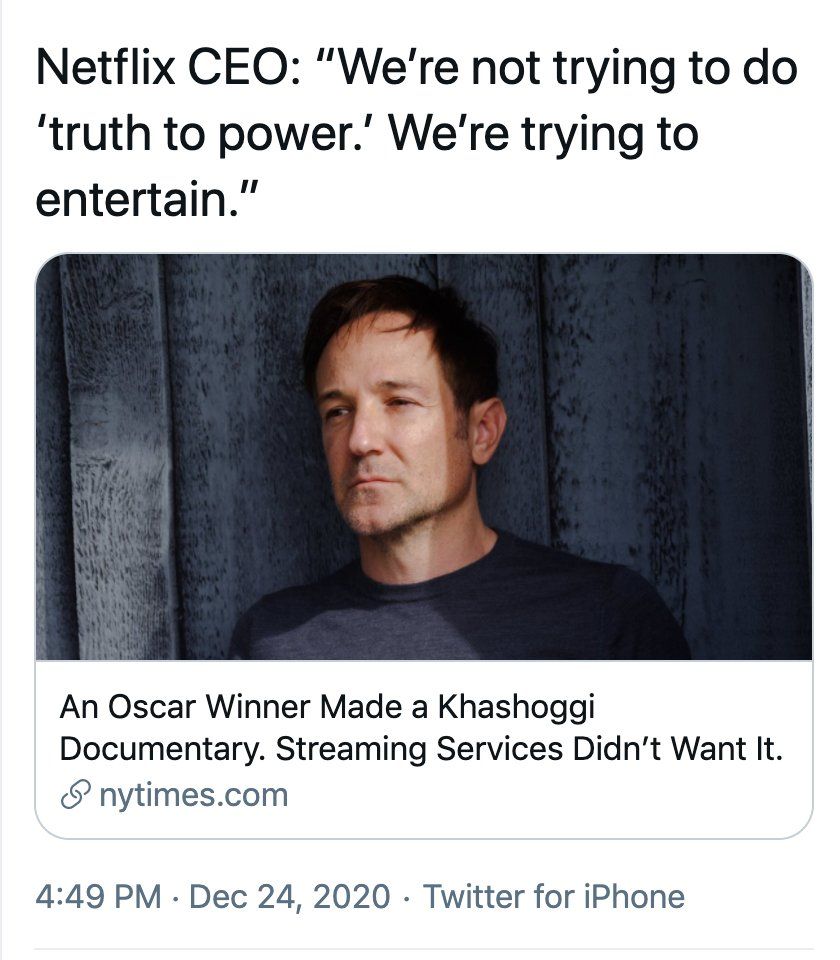 Netflix CEO: “We’re not trying to do
‘truth to power.’ We’re trying to
entertain.”
An Oscar Winner Made a Khashoggi
Documentary. Streaming Services Didn’t Want It.
nytimes.com
4:49 PM · Dec 24, 2020 · Twitter for iPhone